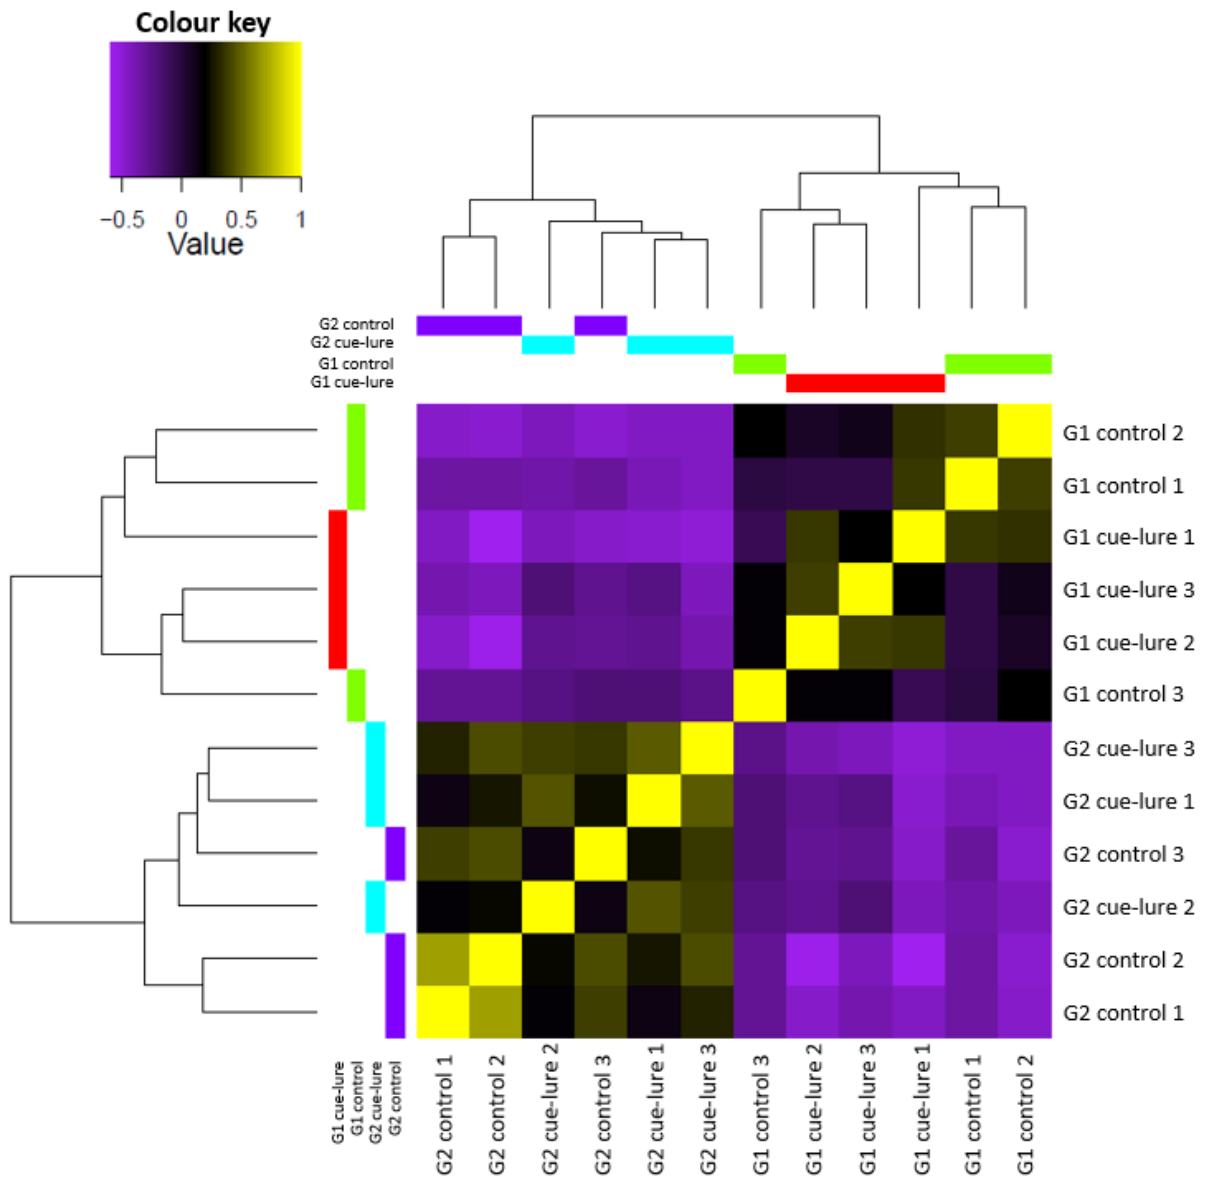 Colour key
−0.5 0 0.5 1
Value
G2 control
G2 cue-lure
G1 control
G1 cue-lure
G1 control 2
G1 control 1
G1 cue-lure 1
G1 cue-lure 3
G1 cue-lure 2
G1 control 3
G2 cue-lure 3
G2 cue-lure 1
G2 control 3
G2 cue-lure 2
G2 control 2
G2 control 1
G1 cue-lure
G1 control
G2 cue-lure
G2 control
G2 control 1
G2 control 2
G2 cue-lure 2
G2 control 3
G2 cue-lure 1
G2 cue-lure 3
G1 control 3
G1 cue-lure 2
G1 cue-lure 3
G1 cue-lure 1
G1 control 1
G1 control 2